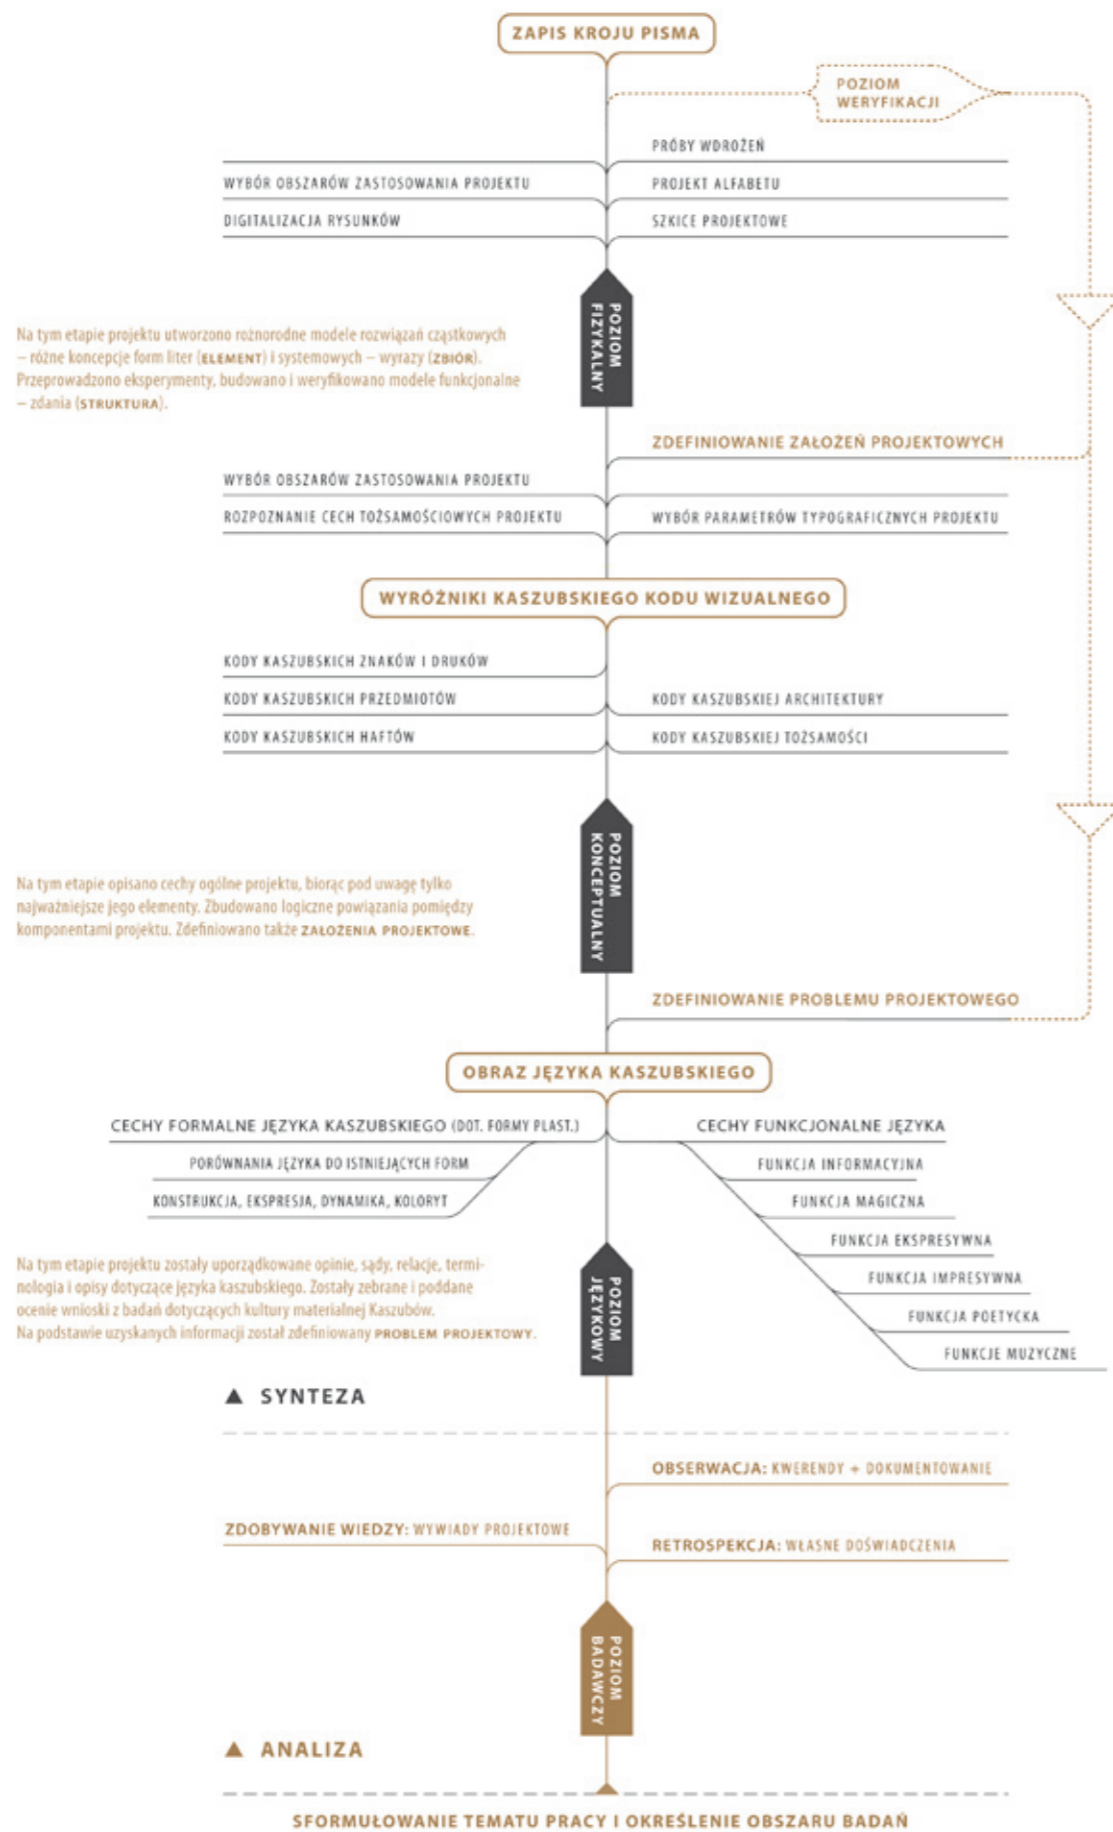 ZAPIS KROJU PISMA
POZIOM
WERYFIKACJI
PRÓBY WDROŻEŃ
WYBÓR OBSZARÓW ZASTOSOWANIA PROJEKTU
PROJEKT ALFABETU
DIGITALIZACJA RYSUNKÓW
SZKICE PROJEKTOWE
POZIOM
FIZYKALNY
Na tym etapie projektu utworzono rożnorodne modele rozwiązań cząstkowych
– różne koncepcje form liter (ELEMENT) i systemowych – wyrazy (ZBIÓR).
Przeprowadzono eksperymenty, budowano i weryfikowano modele funkcjonalne
– zdania (STRUKTURA).
ZDEFINIOWANIE ZAŁOŻEŃ PROJEKTOWYCH
WYBÓR OBSZARÓW ZASTOSOWANIA PROJEKTU
ROZPOZNANIE CECH TOŻSAMOŚCIOWYCH PROJEKTU
WYBÓR PARAMETRÓW TYPOGRAFICZNYCH PROJEKTU
WYRÓŻNIKI KASZUBSKIEGO KODU WIZUALNEGO
KODY KASZUBSKICH ZNAKÓW I DRUKÓW
KODY KASZUBSKICH PRZEDMIOTÓW
KODY KASZUBSKIEJ ARCHITEKTURY
KODY KASZUBSKICH HAFTÓW
KODY KASZUBSKIEJ TOŻSAMOŚCI
POZIOM
KONCEPTUALNY
Na tym etapie opisano cechy ogólne projektu, biorąc pod uwagę tylko
najważniejsze jego elementy. Zbudowano logiczne powiązania pomiędzy
komponentami projektu. Zdefiniowano także ZAŁOŻENIA PROJEKTOWE.
ZDEFINIOWANIE PROBLEMU PROJEKTOWEGO
OBRAZ JĘZYKA KASZUBSKIEGO
CECHY FORMALNE JĘZYKA KASZUBSKIEGO (DOT. FORMY PLAST.)
CECHY FUNKCJONALNE JĘZYKA
PORÓWNANIA JĘZYKA DO ISTNIEJĄCYCH FORM
FUNKCJA INFORMACYJNA
KONSTRUKCJA, EKSPRESJA, DYNAMIKA, KOLORYT
FUNKCJA MAGICZNA
FUNKCJA EKSPRESYWNA
FUNKCJA IMPRESYWNA
FUNKCJA POETYCKA
FUNKCJE MUZYCZNE
POZIOM
JĘZYKOWY
Na tym etapie projektu zostały uporządkowane opinie, sądy, relacje, termi-
nologia i opisy dotyczące języka kaszubskiego. Zostały zebrane i poddane
ocenie wnioski z badań dotyczących kultury materialnej Kaszubów.
Na podstawie uzyskanych informacji został zdefiniowany PROBLEM PROJEKTOWY.
SYNTEZA
OBSERWACJA: KWERENDY + DOKUMENTOWANIE
ZDOBYWANIE WIEDZY: WYWIADY PROJEKTOWE
RETROSPEKCJA: WŁASNE DOŚWIADCZENIA
POZIOM
BADAWCZY
ANALIZA
SFORMUŁOWANIE TEMATU PRACY I OKREŚLENIE OBSZARU BADAŃ